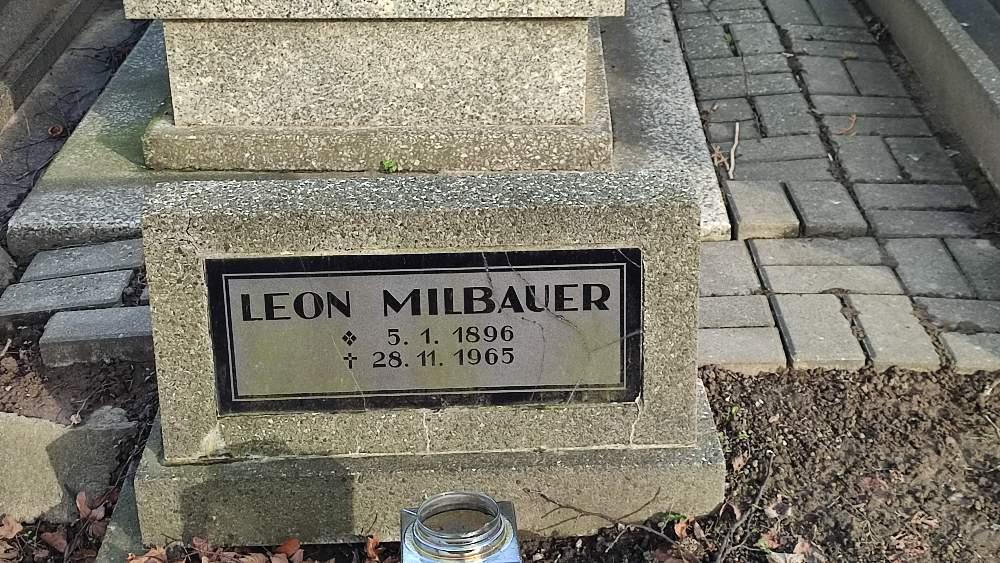 LEON MILBAUER
❖ 5. 1. 1896
✝ 28. 11. 1965